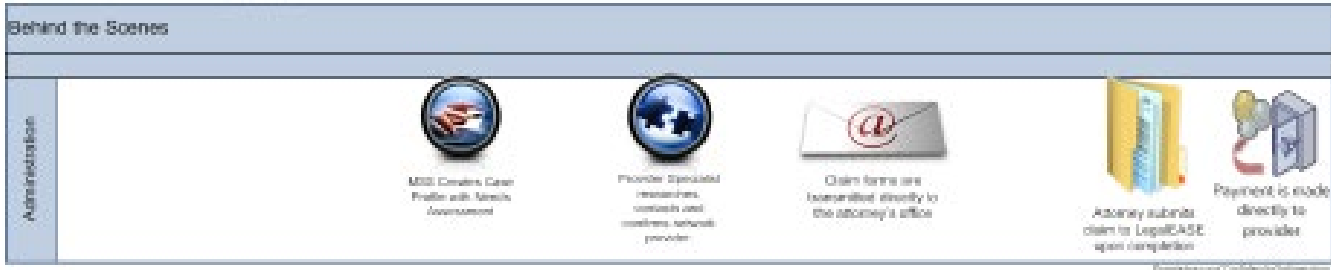 Behind the Scenes
Administration
MSS Creates Case
Profile with Needs
Assessment
Provider Specialist
researches,
contacts and
confirms network
provider
Claim forms are
transmitted directly to
the attorney's office
Attorney submits
claim to LegalEASE
upon completion
Payment is made
directly to
provider